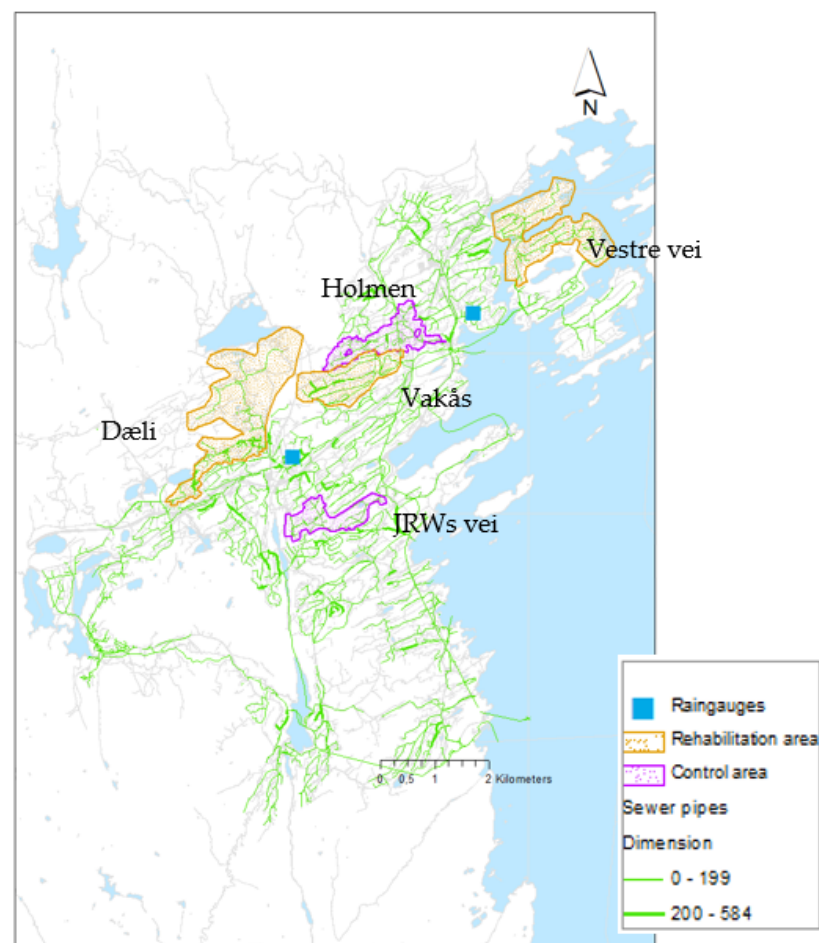 N
Vestre vei
Holmen
Vakås
Dæli
JRWs vei
0 0.5 1 2 Kilometers
Raingauges
Rehabilitation area
Control area
Sewer pipes
Dimension
0 - 199
200 - 584